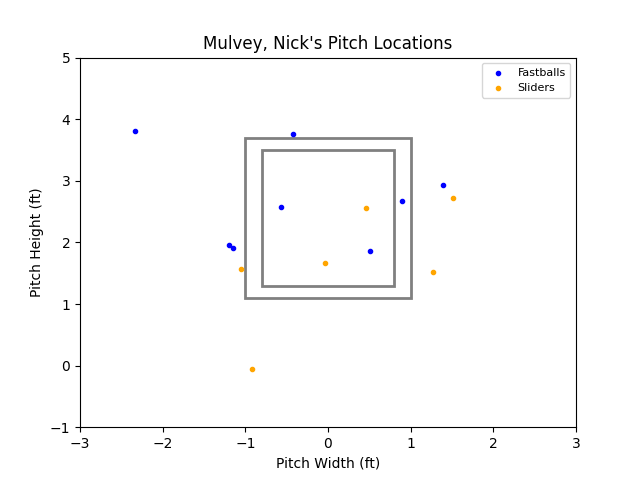 Mulvey, Nick's Pitch Locations
Fastballs
Sliders
5
4
3
2
1
0
−1
−3
−2
−1
0
1
2
3
Pitch Height (ft)
Pitch Width (ft)